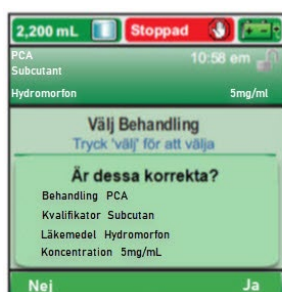 2,200 mL Stoppad
PCA 10:58 em
Subcutant
Hydromorfon 5mg/ml
Välj Behandling
Tryck 'välj' för att välja
Är dessa korrekta?
Behandling PCA
Kvalifikator Subcutan
Läkemedel Hydromorfon
Koncentration 5mg/mL
Nej Ja